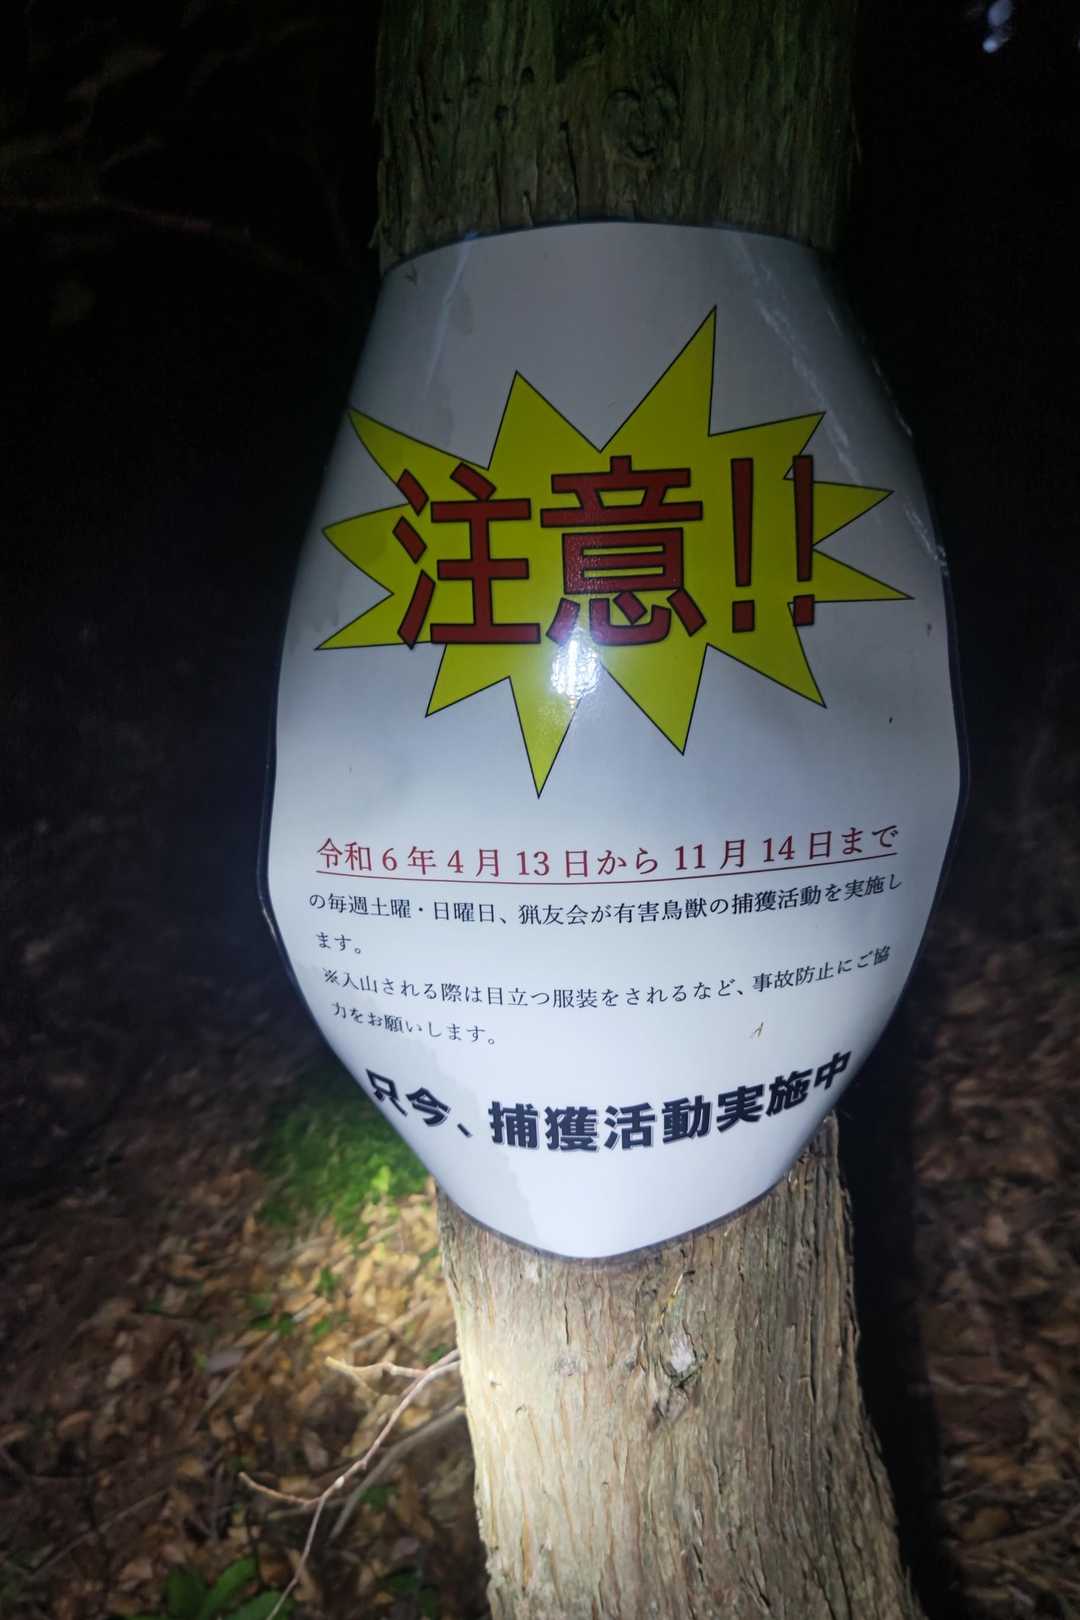 注意!!
令和6年4月13日から11月14日まで
の毎週土曜・日曜日、猟友会が有害鳥獣の捕獲活動を実施し
ます。
※入山される際は目立つ服装をされるなど、事故防止にご協
力をお願いします。
只今、捕獲活動実施中